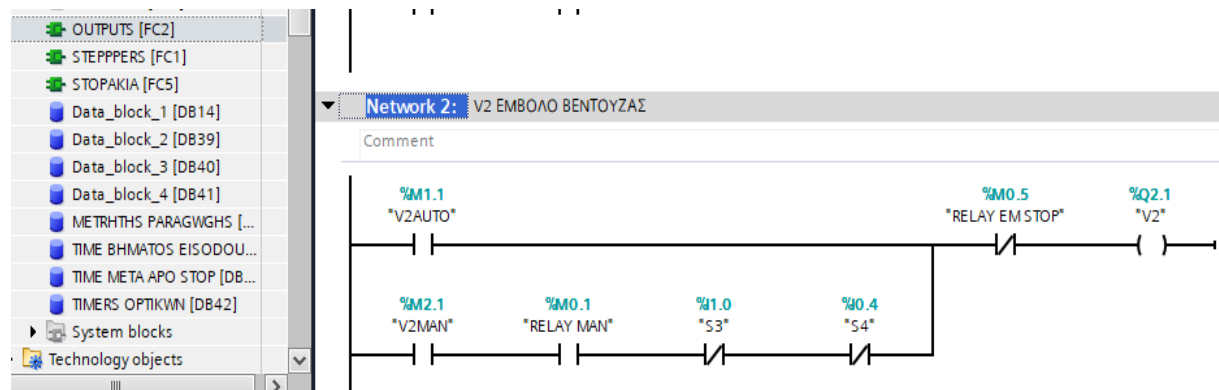 OUTPUTS [FC2]
STEPPPERS [FC1]
STOPAKIA [FC5]
Data_block_1 [DB14]
Data_block_2 [DB39]
Data_block_3 [DB40]
Data_block_4 [DB41]
METRHTHS PARAGWGHS [...
TIME BHMATOS EISODOU...
TIME META APO STOP [DB...
TIMERS OPTIKWN [DB42]
System blocks
Technology objects
Network 2: V2 ΕΜΒΟΛΟ ΒΕΝΤΟΥΖΑΣ
Comment
%M1.1 %M0.5 %Q2.1
"V2AUTO" "RELAY EM STOP" "V2"
%M2.1 %M0.1 %I1.0 %I0.4
"V2MAN" "RELAY MAN" "S3" "S4"